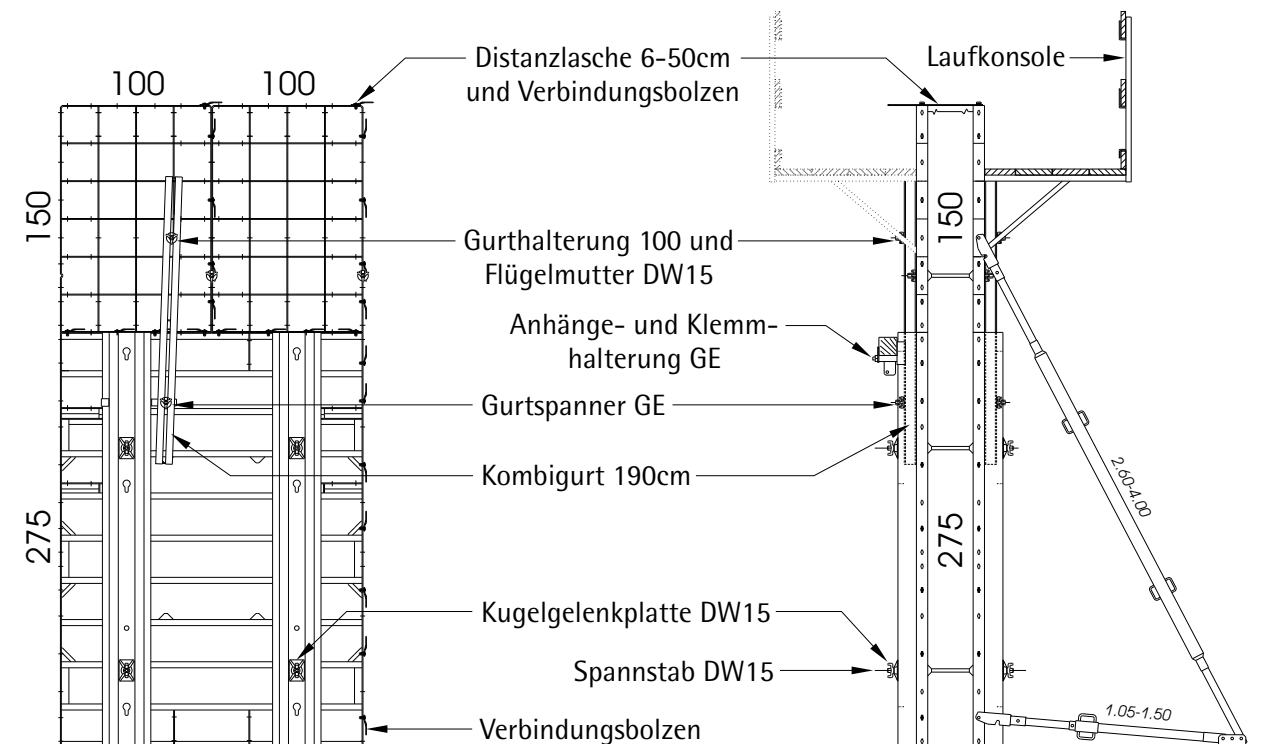 Distanzlasche 6-50cm
und Verbindungsbolzen
Laufkonsole
100
100
150
150
Gurthalterung 100 und
Flügelmutter DW15
Anhänge- und Klemm-
halterung GE
Gurtspanner GE
Kombigurt 190cm
2.60-4.00
275
275
Kugelgelenkplatte DW15
Spannstab DW15
1.05-1.50
Verbindungsbolzen